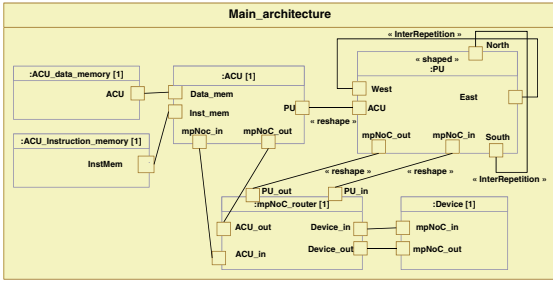 Main_architecture
« InterRepetition »
North
:ACU_data_memory [1]
ACU
:ACU [1]
Data_mem
Inst_mem
PU
mpNoc_in
mpNoC_out
« reshape »
« shaped »
:PU
West
ACU
East
mpNoC_out
mpNoC_in
South
:ACU_Instruction_memory [1]
InstMem
« reshape »
« reshape »
« InterRepetition »
PU_out
PU_in
:mpNoC_router [1]
ACU_out
ACU_in
Device_in
Device_out
:Device [1]
mpNoC_in
mpNoC_out